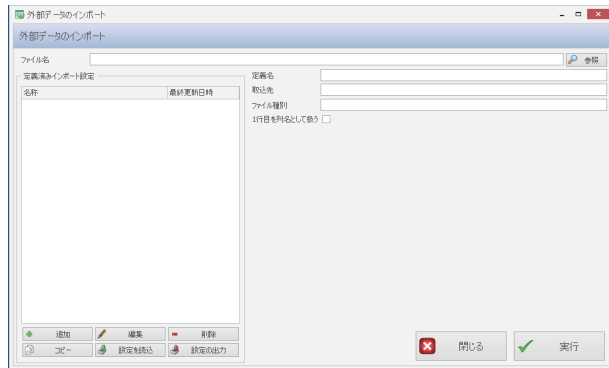 外部データのインポート
外部データのインポート
ファイル名
参照
定義済みインポート設定
名称 最終更新日時
定義名
取込先
ファイル種別
1行目を列名として扱う
追加 編集 削除
コピー 設定を読込 設定の出力
閉じる 実行